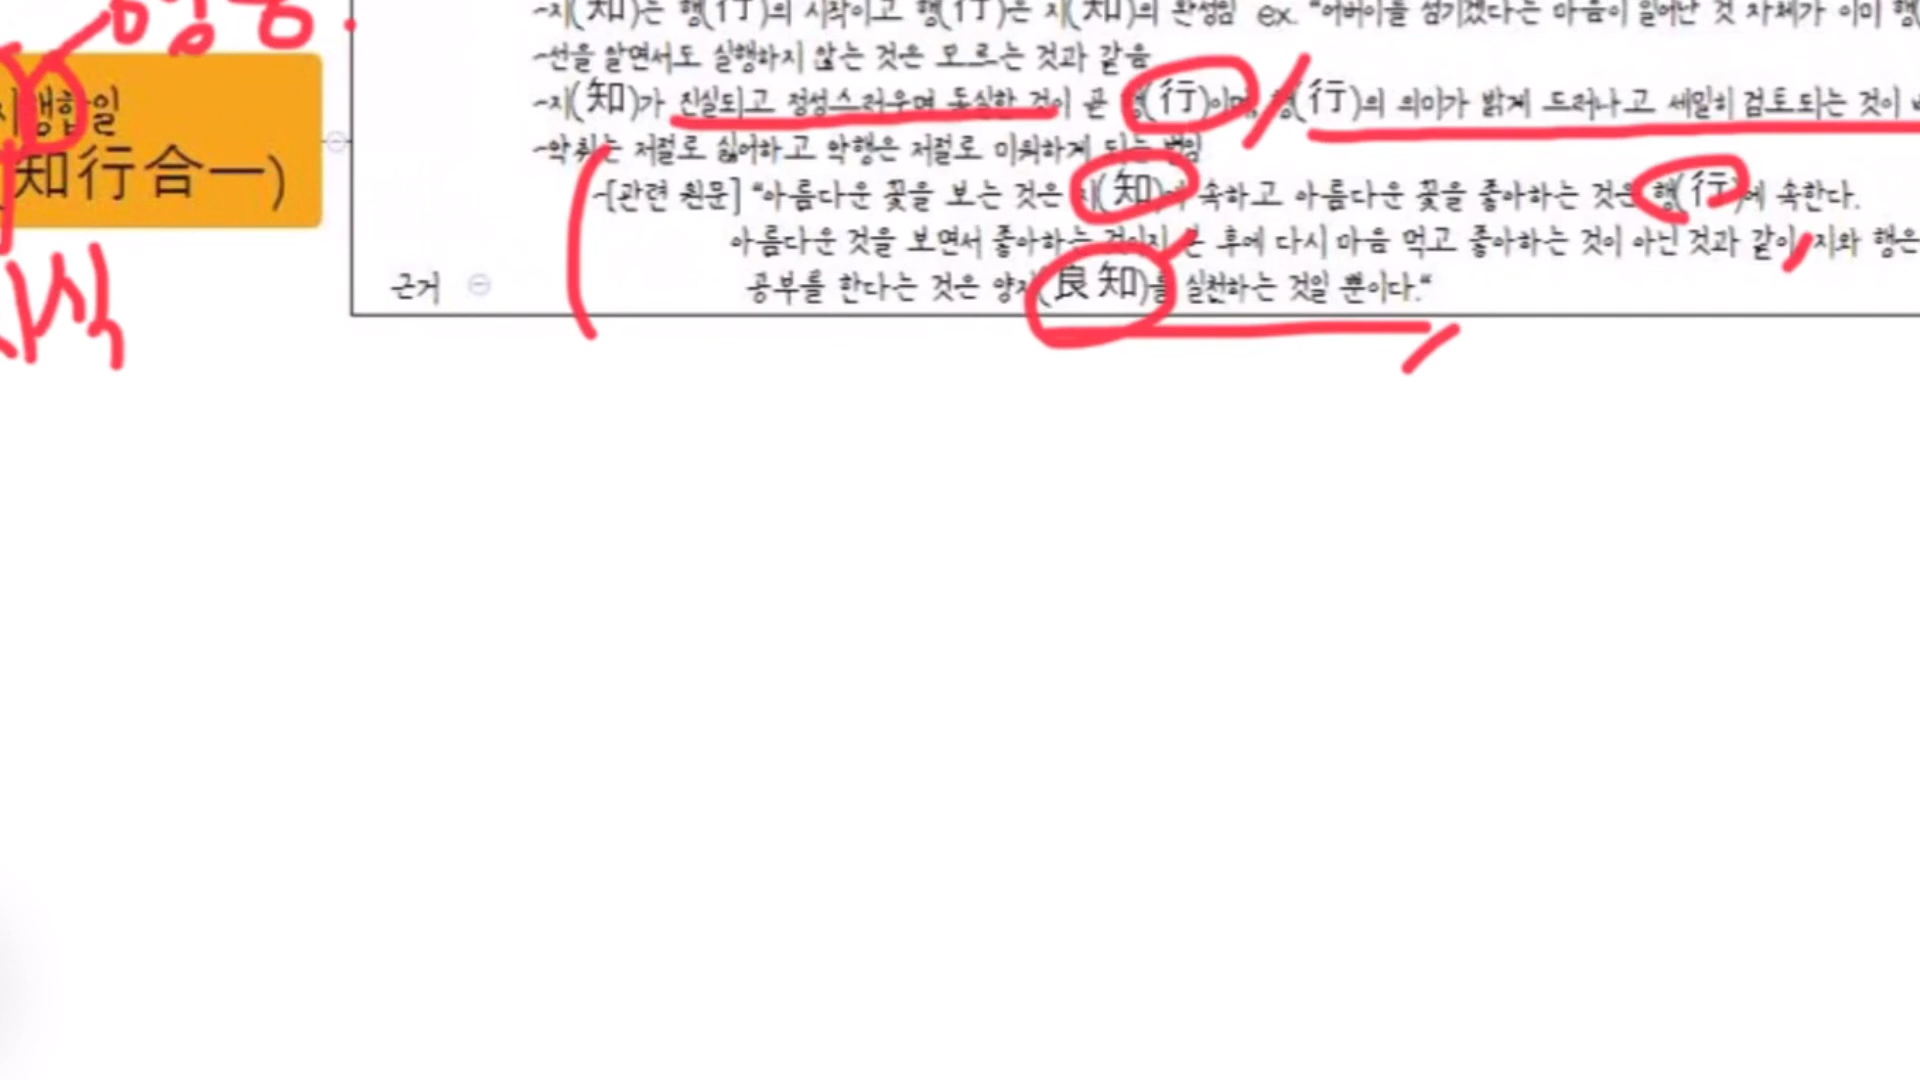 -지(知)는 행(行)의 시작이고 행(行)은 지(知)의 완성임 ex. "어버이를 섬기겠다는 마음이 일어난 것 자체가 이미 행(
-선을 알면서도 실행하지 않는 것은 모르는 것과 같음
-지(知)가 진실되고 정성스러우며 독실한 것이 곧 행(行)이며, 행(行)의 의미가 밝게 드러나고 세밀히 검토되는 것이
-악취는 저절로 싫어하고 악행은 저절로 미워하게 되는 법임
-[관련 원문] "아름다운 꽃을 보는 것은 지(知)에 속하고 아름다운 꽃을 좋아하는 것은 행(行)에 속한다.
아름다운 것을 보면서 좋아하는 것이지 본 후에 다시 마음 먹고 좋아하는 것이 아닌 것과 같이, 지와 행은
공부를 한다는 것은 양지(良知)를 실천하는 것일 뿐이다."
근거
지행합일
(知行合一)
지식